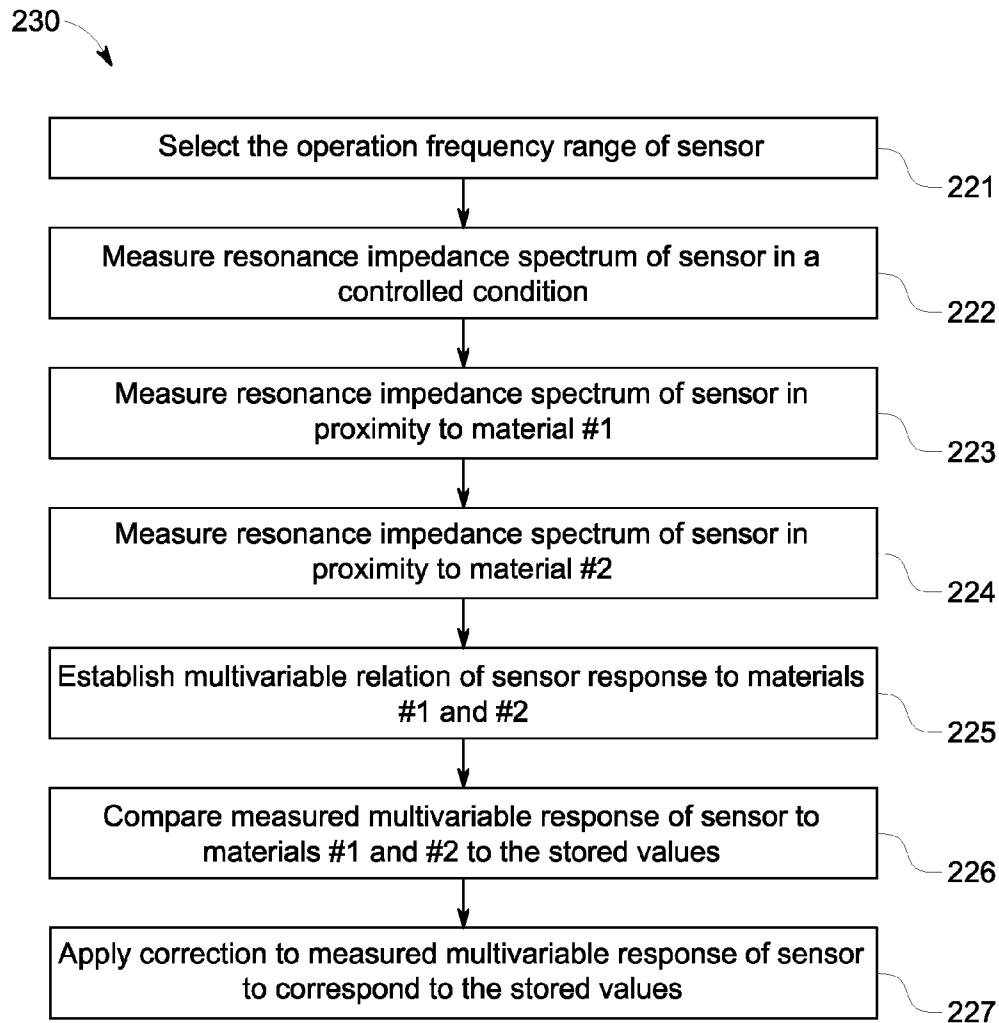 230
Select the operation frequency range of sensor
221
Measure resonance impedance spectrum of sensor in a
controlled condition
222
Measure resonance impedance spectrum of sensor in
proximity to material #1
223
Measure resonance impedance spectrum of sensor in
proximity to material #2
224
Establish multivariable relation of sensor response to materials
#1 and #2
225
Compare measured multivariable response of sensor to
materials #1 and #2 to the stored values
226
Apply correction to measured multivariable response of sensor
to correspond to the stored values
227